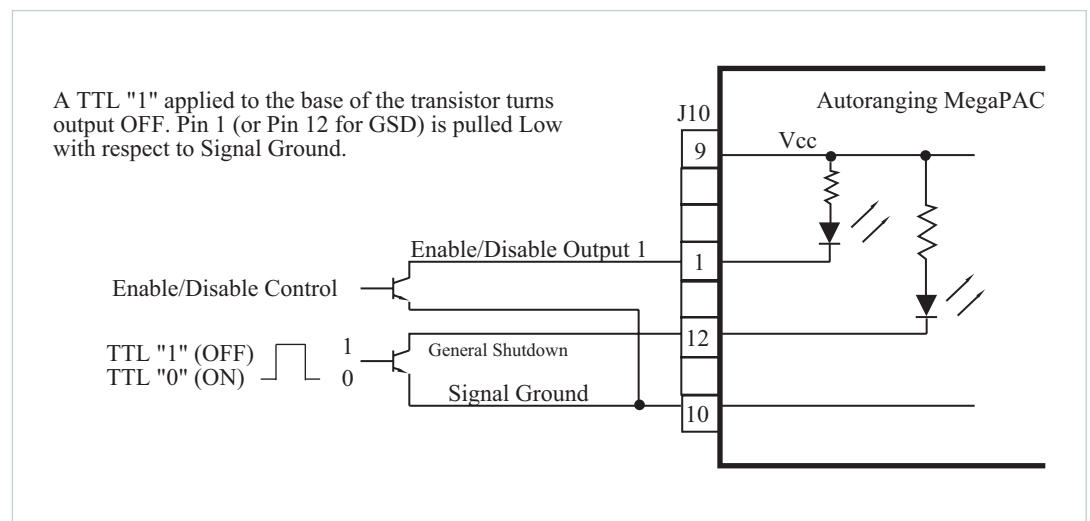 A TTL "1" applied to the base of the transistor turns
output OFF. Pin 1 (or Pin 12 for GSD) is pulled Low
with respect to Signal Ground.
J10
Autoranging MegaPAC
9
Vcc
Enable/Disable Output 1
1
Enable/Disable Control
12
General Shutdown
TTL "1" (OFF)
1
TTL "0" (ON)
0
Signal Ground
10